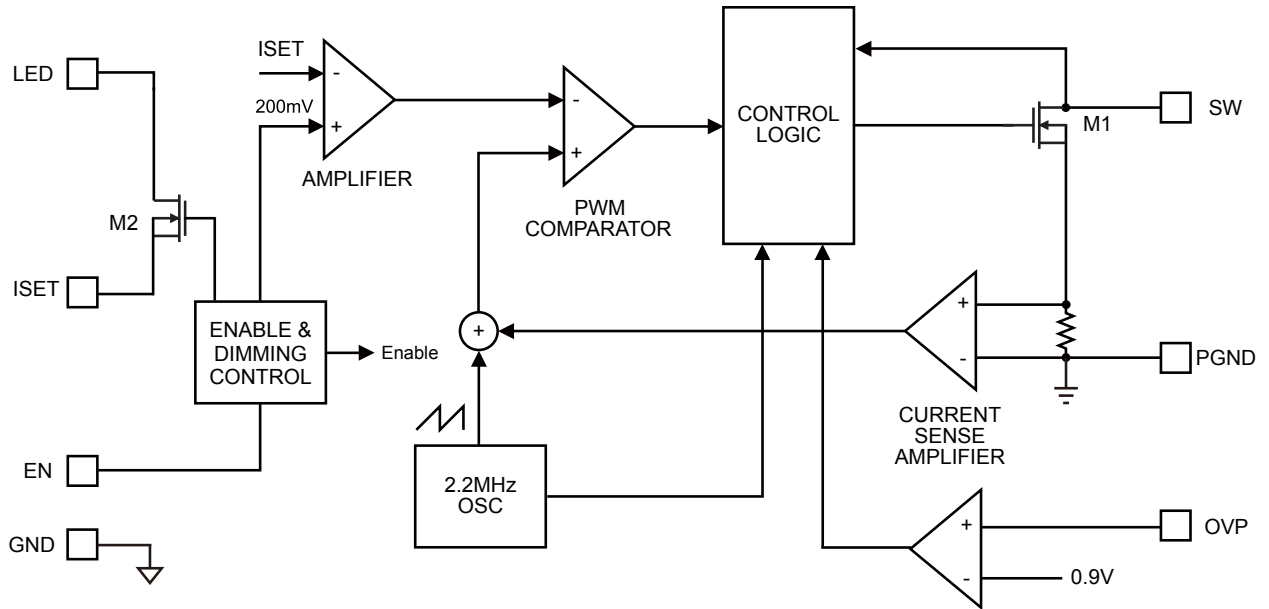 LED
ISET
200mV
-
+
AMPLIFIER
-
+
PWM
COMPARATOR
CONTROL
LOGIC
M1
SW
M2
ISET
ENABLE &
DIMMING
CONTROL
Enable
+
+
-
CURRENT
SENSE
AMPLIFIER
PGND
EN
2.2MHz
OSC
GND
+
-
OVP
0.9V